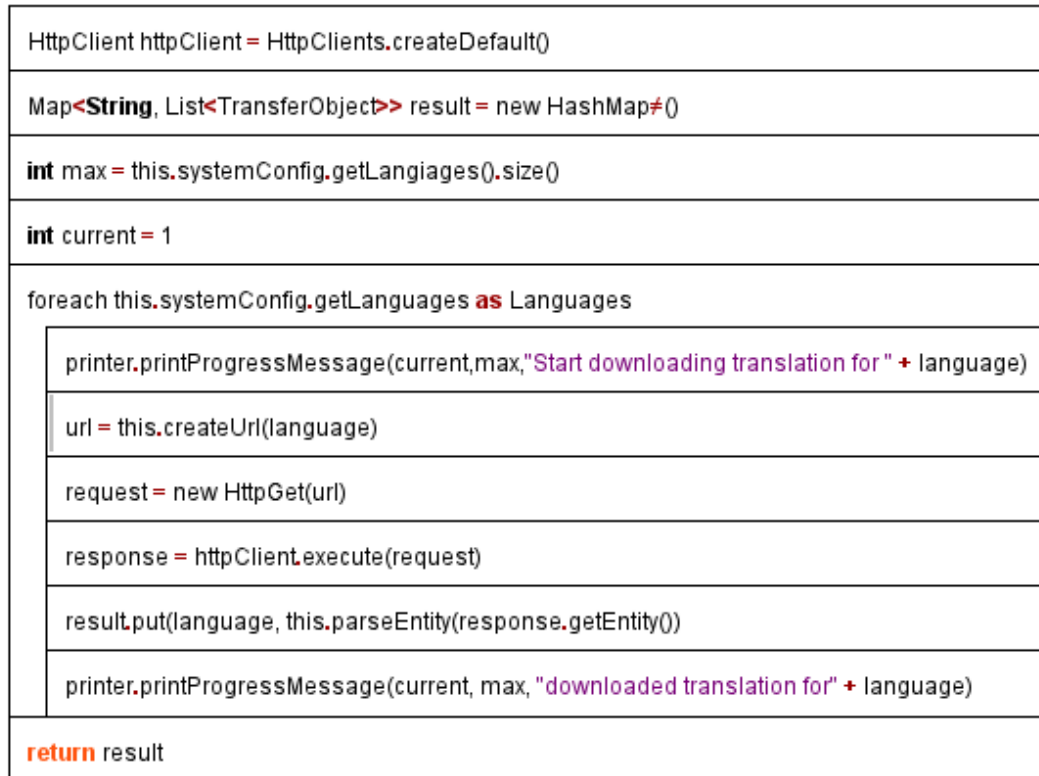 HttpClient httpClient = HttpClients.createDefault()
Map<String, List<TransferObject>> result = new HashMap≠()
int max = this.systemConfig.getLangiages().size()
int current = 1
foreach this.systemConfig.getLanguages as Languages
printer.printProgressMessage(current,max,"Start downloading translation for " + language)
url = this.createUrl(language)
request = new HttpGet(url)
response = httpClient.execute(request)
result.put(language, this.parseEntity(response.getEntity())
printer.printProgressMessage(current, max, "downloaded translation for" + language)
return result